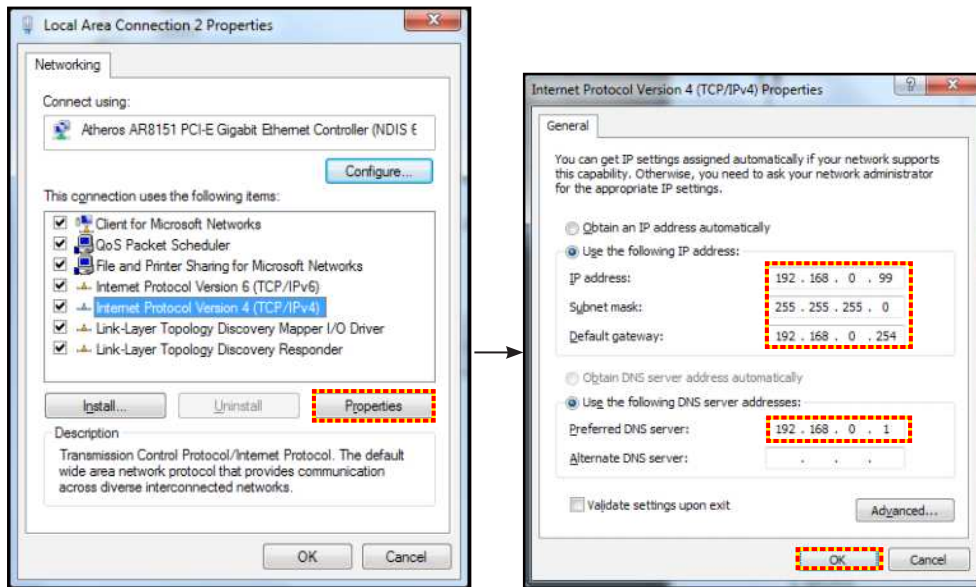 Local Area Connection 2 Properties
Networking
Connect using:
Atheros AR8151 PCI-E Gigabit Ethernet Controller (NDIS 6
Configure...
This connection uses the following items:
Client for Microsoft Networks
QoS Packet Scheduler
File and Printer Sharing for Microsoft Networks
Internet Protocol Version 6 (TCP/IPv6)
Internet Protocol Version 4 (TCP/IPv4)
Link-Layer Topology Discovery Mapper I/O Driver
Link-Layer Topology Discovery Responder
Install... Uninstall Properties
Description
Transmission Control Protocol/Internet Protocol. The default
wide area network protocol that provides communication
across diverse interconnected networks.
OK Cancel
Internet Protocol Version 4 (TCP/IPv4) Properties
General
You can get IP settings assigned automatically if your network supports
this capability. Otherwise, you need to ask your network administrator
for the appropriate IP settings.
Obtain an IP address automatically
Use the following IP address:
IP address: 192 . 168 . 0 . 99
Subnet mask: 255 . 255 . 255 . 0
Default gateway: 192 . 168 . 0 . 254
Obtain DNS server address automatically
Use the following DNS server addresses:
Preferred DNS server: 192 . 168 . 0 . 1
Alternate DNS server: . . .
Validate settings upon exit
Advanced...
OK Cancel